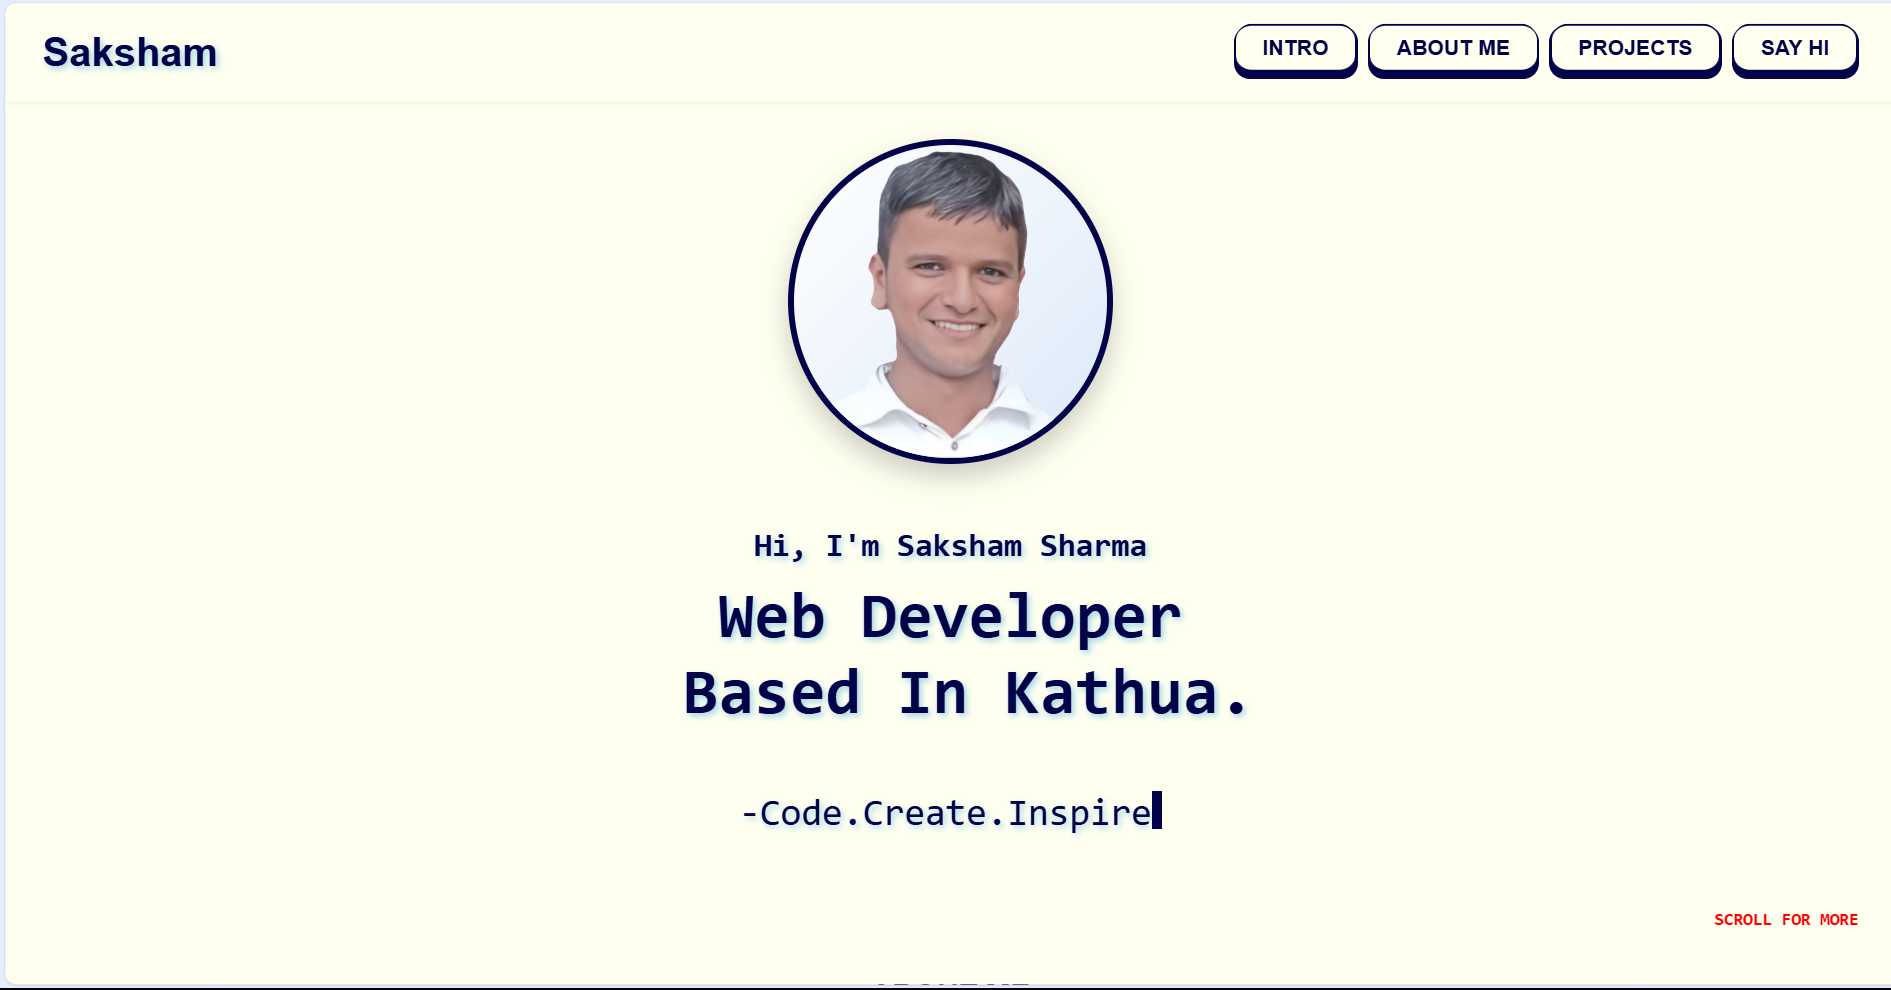 Saksham
INTRO
ABOUT ME
PROJECTS
SAY HI
Hi, I'm Saksham Sharma
Web Developer
Based In Kathua.
-Code.Create.Inspire
SCROLL FOR MORE